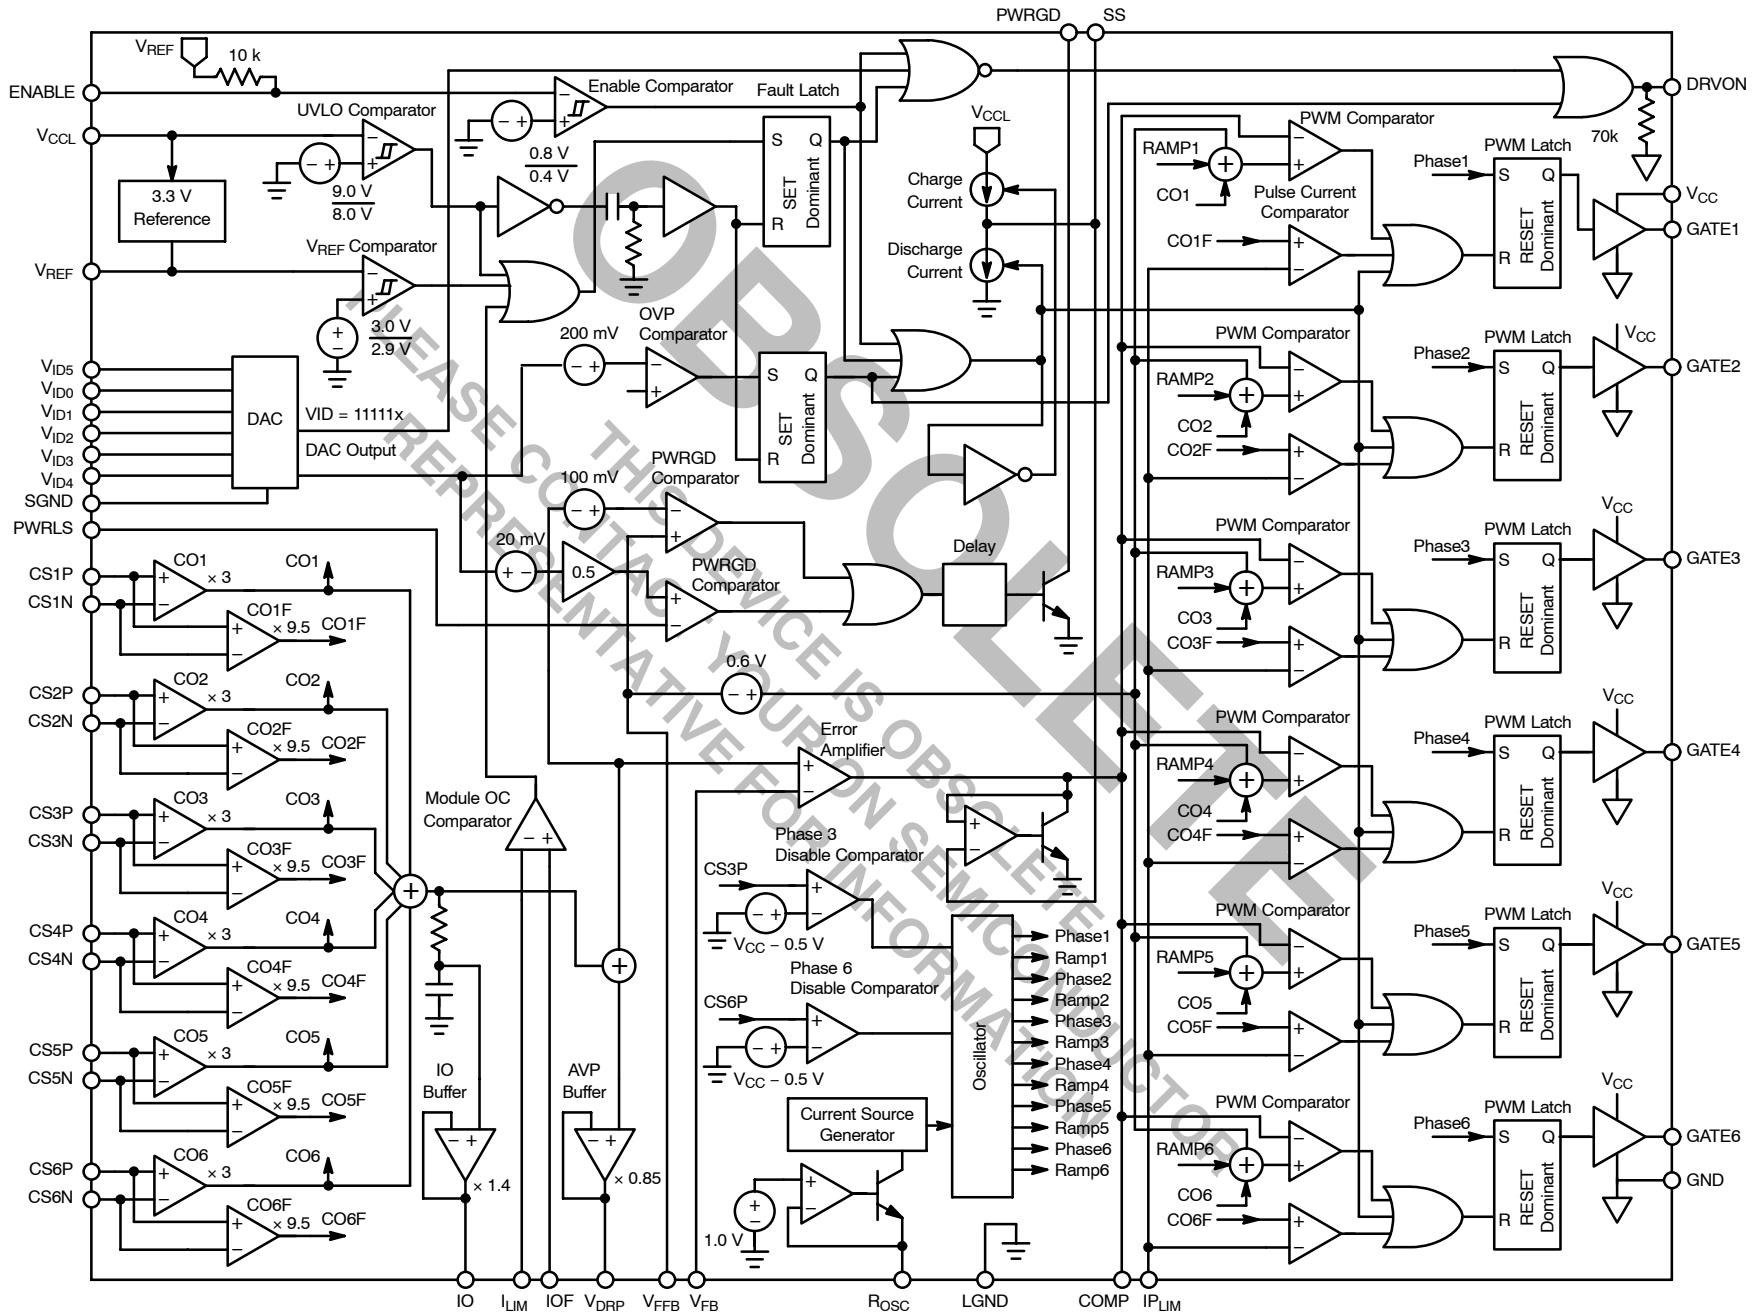 PWRGD SS
VREF
10 k
ENABLE
Enable Comparator
Fault Latch
DRVON
UVLO Comparator
VCCL
VCCL
70k
PWM Comparator
PWM Latch
RAMP1
Phase1
S Q
S Q
0.8 V
0.4 V
9.0 V
8.0 V
3.3 V
Reference
SET
Dominant
R
Charge
Current
CO1
Pulse Current
Comparator
RESET
Dominant
VCC
GATE1
VREF Comparator
VREF
Discharge
Current
CO1F
R
OVP
Comparator
200 mV
3.0 V
2.9 V
PWM Comparator
PWM Latch
VCC
VID5
VID0
VID1
VID2
VID3
VID4
SGND
PWRLS
DAC
VID = 11111x
DAC Output
S Q
SET
Dominant
R
RAMP2
Phase2
S Q
GATE2
CO2
CO2F
RESET
Dominant
R
PWRGD
Comparator
100 mV
20 mV
0.5
PWRGD
Comparator
Delay
PWM Comparator
PWM Latch
VCC
RAMP3
Phase3
S Q
GATE3
CO3
CO3F
RESET
Dominant
R
CS1P
CS1N
CO1
× 3
CO1
CO1F
× 9.5
CO1F
0.6 V
CS2P
CS2N
CO2
× 3
CO2
CO2F
× 9.5
CO2F
Error
Amplifier
PWM Comparator
PWM Latch
VCC
RAMP4
Phase4
S Q
GATE4
CO4
CO4F
RESET
Dominant
R
CS3P
CS3N
CO3
× 3
CO3
CO3F
× 9.5
CO3F
Module OC
Comparator
Phase 3
Disable Comparator
CS3P
VCC – 0.5 V
PWM Comparator
PWM Latch
VCC
RAMP5
Phase5
S Q
GATE5
CO5
CO5F
RESET
Dominant
R
CS4P
CS4N
CO4
× 3
CO4
CO4F
× 9.5
CO4F
Phase 6
Disable Comparator
CS6P
VCC – 0.5 V
Oscillator
Phase1
Ramp1
Phase2
Ramp2
Phase3
Ramp3
Phase4
Ramp4
Phase5
Ramp5
Phase6
Ramp6
CS5P
CS5N
CO5
× 3
CO5
CO5F
× 9.5
CO5F
IO
Buffer
AVP
Buffer
Current Source
Generator
PWM Comparator
PWM Latch
VCC
RAMP6
Phase6
S Q
GATE6
GND
CO6
CO6F
RESET
Dominant
R
CS6P
CS6N
CO6
× 3
CO6
CO6F
× 9.5
CO6F
× 1.4
× 0.85
1.0 V
IO ILIM IOF VDRP VFFB VFB ROSC LGND COMP IPLIM
OBSOLETE
THIS DEVICE IS OBSOLETE
PLEASE CONTACT YOUR ON SEMICONDUCTOR
REPRESENTATIVE FOR INFORMATION